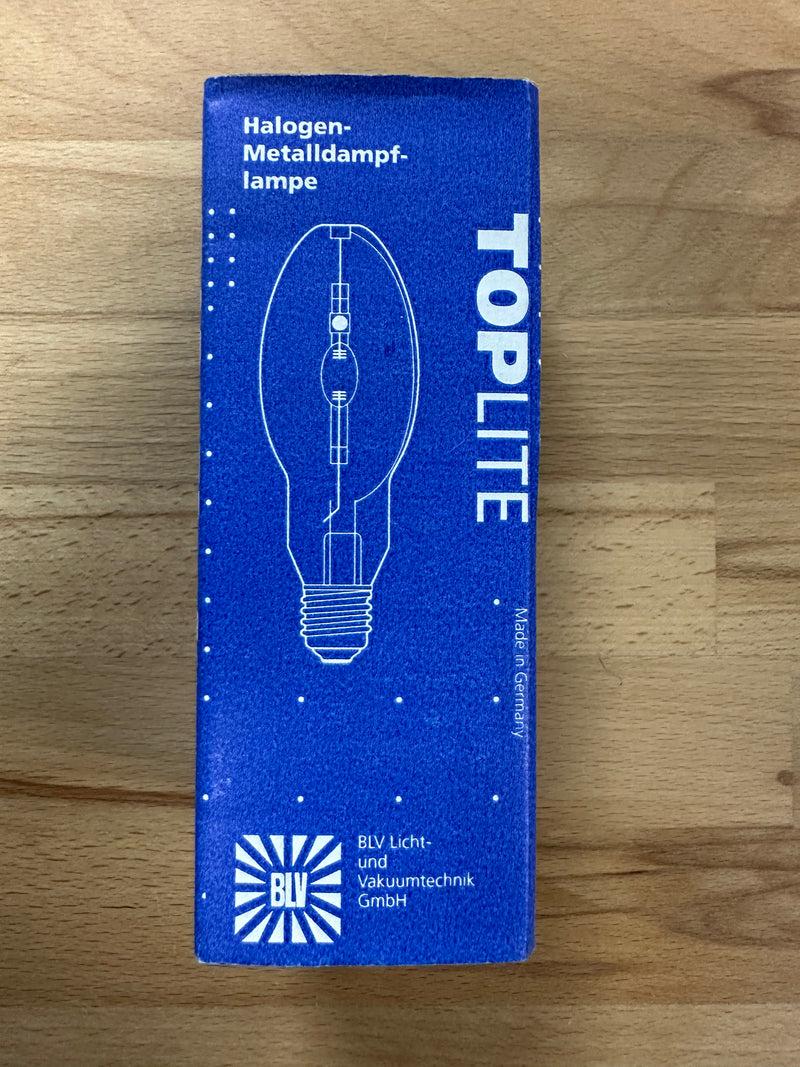 Halogen-
Metalldampf-
lampe
TOPLITE
Made in Germany
BLV
BLV Licht-
und
Vakuumtechnik
GmbH